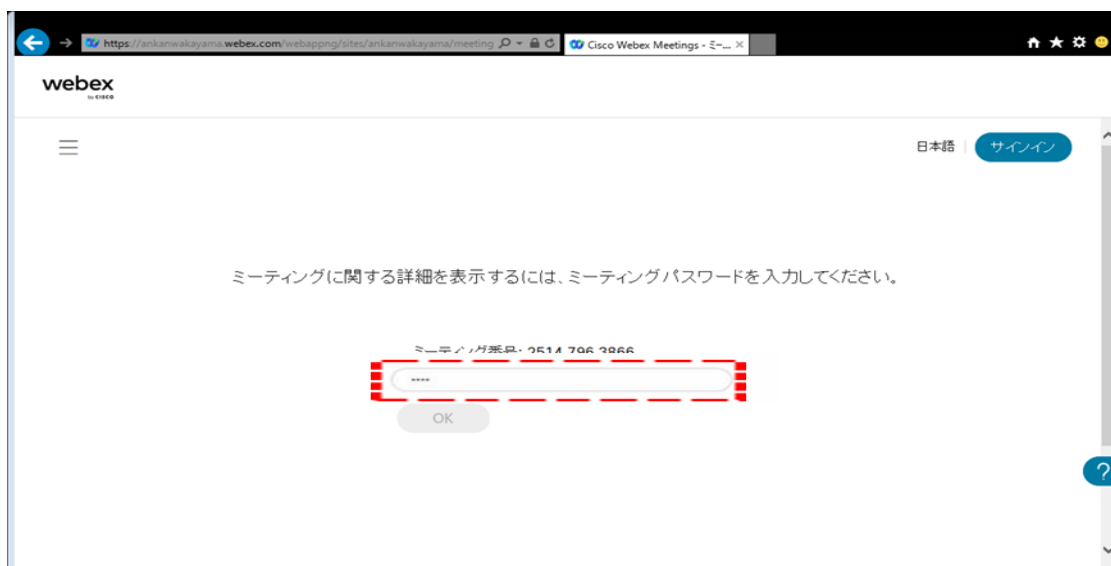 https://ankanwakayama.webex.com/webappng/sites/ankanwakayama/meeting
Cisco Webex Meetings - ミー...
webex
by CISCO
日本語
サインイン
ミーティングに関する詳細を表示するには、ミーティングパスワードを入力してください。
ミーティング番号: 2514 796 3866
----
OK
?